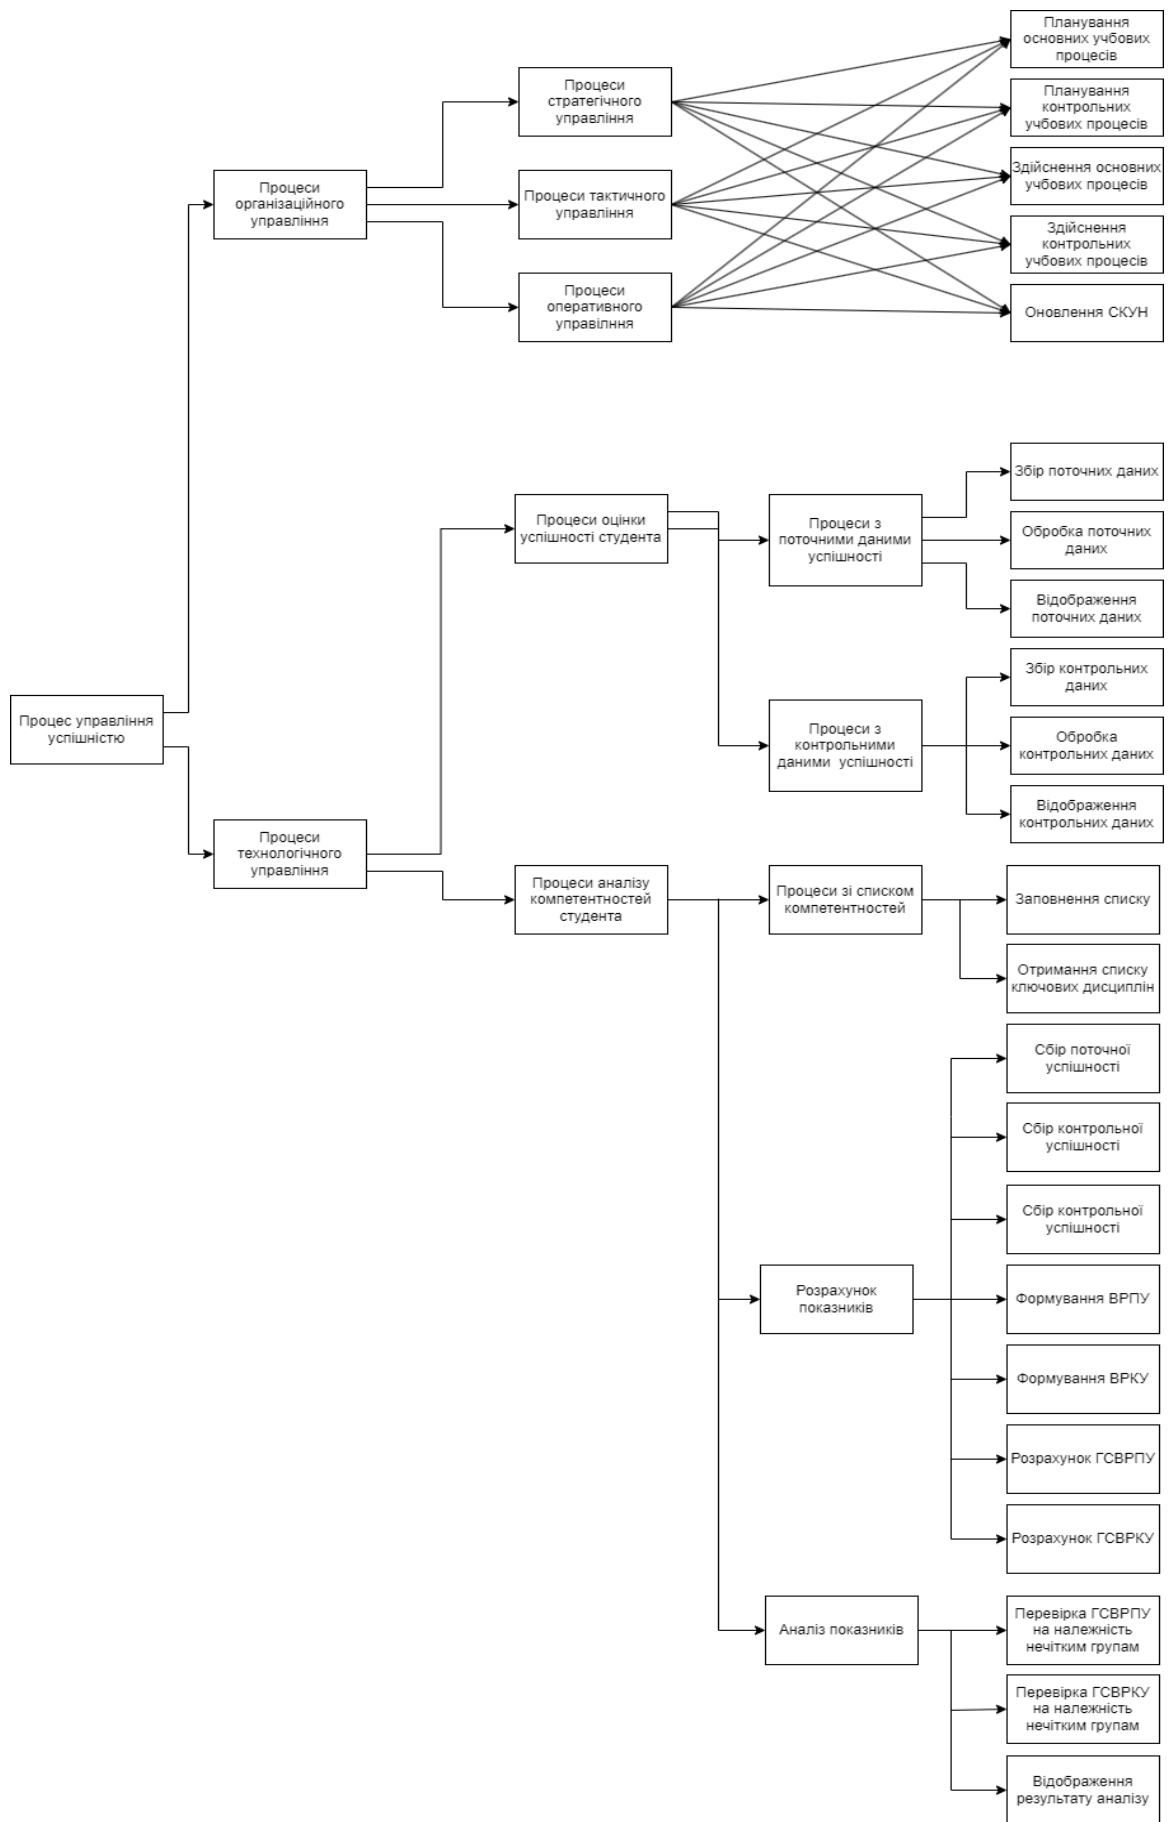 Планування
основних учбових
процесів
Процеси
стратегічного
управління
Планування
контрольних
учбових процесів
Процеси
організаційного
управління
Процеси тактичного
управління
Здійснення основних
учбових процесів
Здійснення
контрольних
учбових процесів
Процеси
оперативного
управілння
Оновлення СКУН
Збір поточних даних
Процеси оцінки
успішності студента
Процеси з
поточними даними
успішності
Обробка поточних
даних
Відображення
поточних даних
Збір контрольних
даних
Процес управління
успішністю
Процеси з
контрольними
даними успішності
Обробка
контрольних даних
Відображення
контрольних даних
Процеси
технологічного
управління
Процеси аналізу
компетентностей
студента
Процеси зі списком
компетентностей
Заповнення списку
Отримання списку
ключових дисциплін
Сбір поточної
успішності
Сбір контрольної
успішності
Сбір контрольної
успішності
Розрахунок
показників
Формування ВРПУ
Формування ВРКУ
Розрахунок ГСВРПУ
Розрахунок ГСВРКУ
Аналіз показників
Перевірка ГСВРПУ
на належність
нечітким групам
Перевірка ГСВРКУ
на належність
нечітким групам
Відображення
результату аналізу